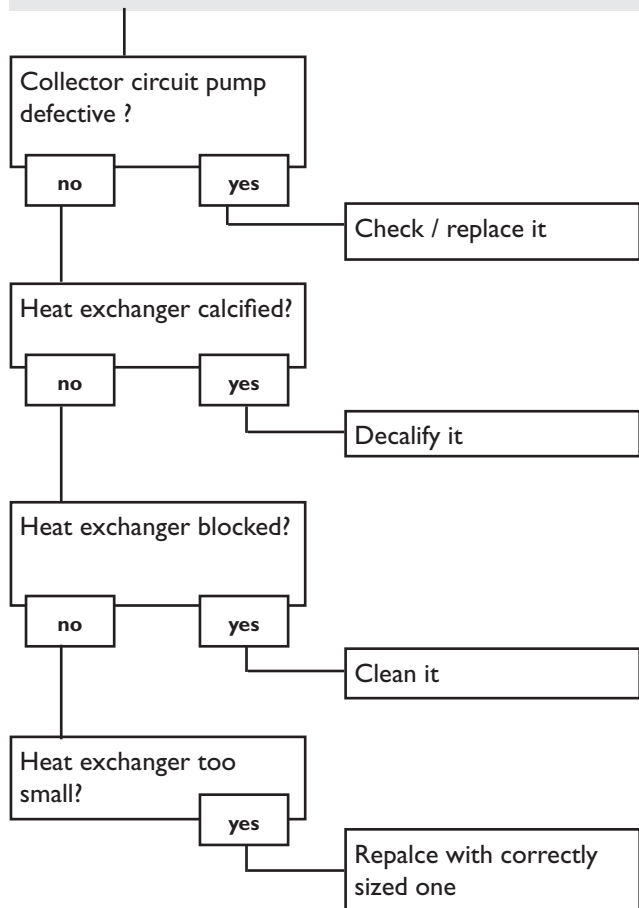 Collector circuit pump
defective ?
no
yes
Check / replace it
Heat exchanger calcified?
no
yes
Decalify it
Heat exchanger blocked?
no
yes
Clean it
Heat exchanger too
small?
yes
Repalce with correctly
sized one